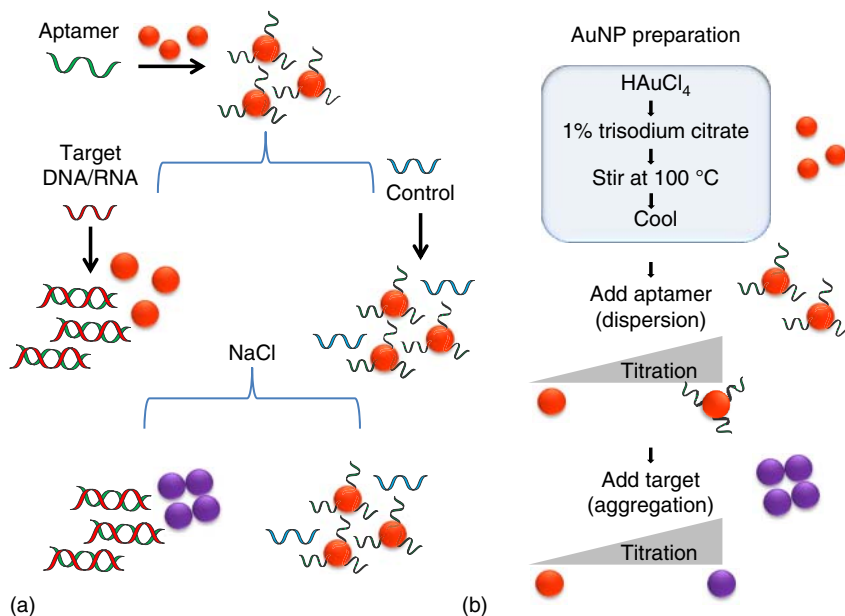 Aptamer
Target
DNA/RNA
Control
NaCl
(a)
AuNP preparation
HAuCl₄
1% trisodium citrate
Stir at 100 °C
Cool
Add aptamer
(dispersion)
Titration
Add target
(aggregation)
Titration
(b)